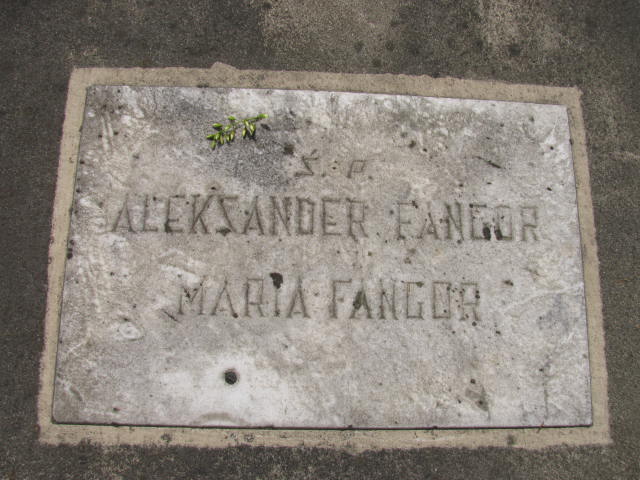 Ś. P.
ALEKSANDER FANGOR
MARIA FANGOR